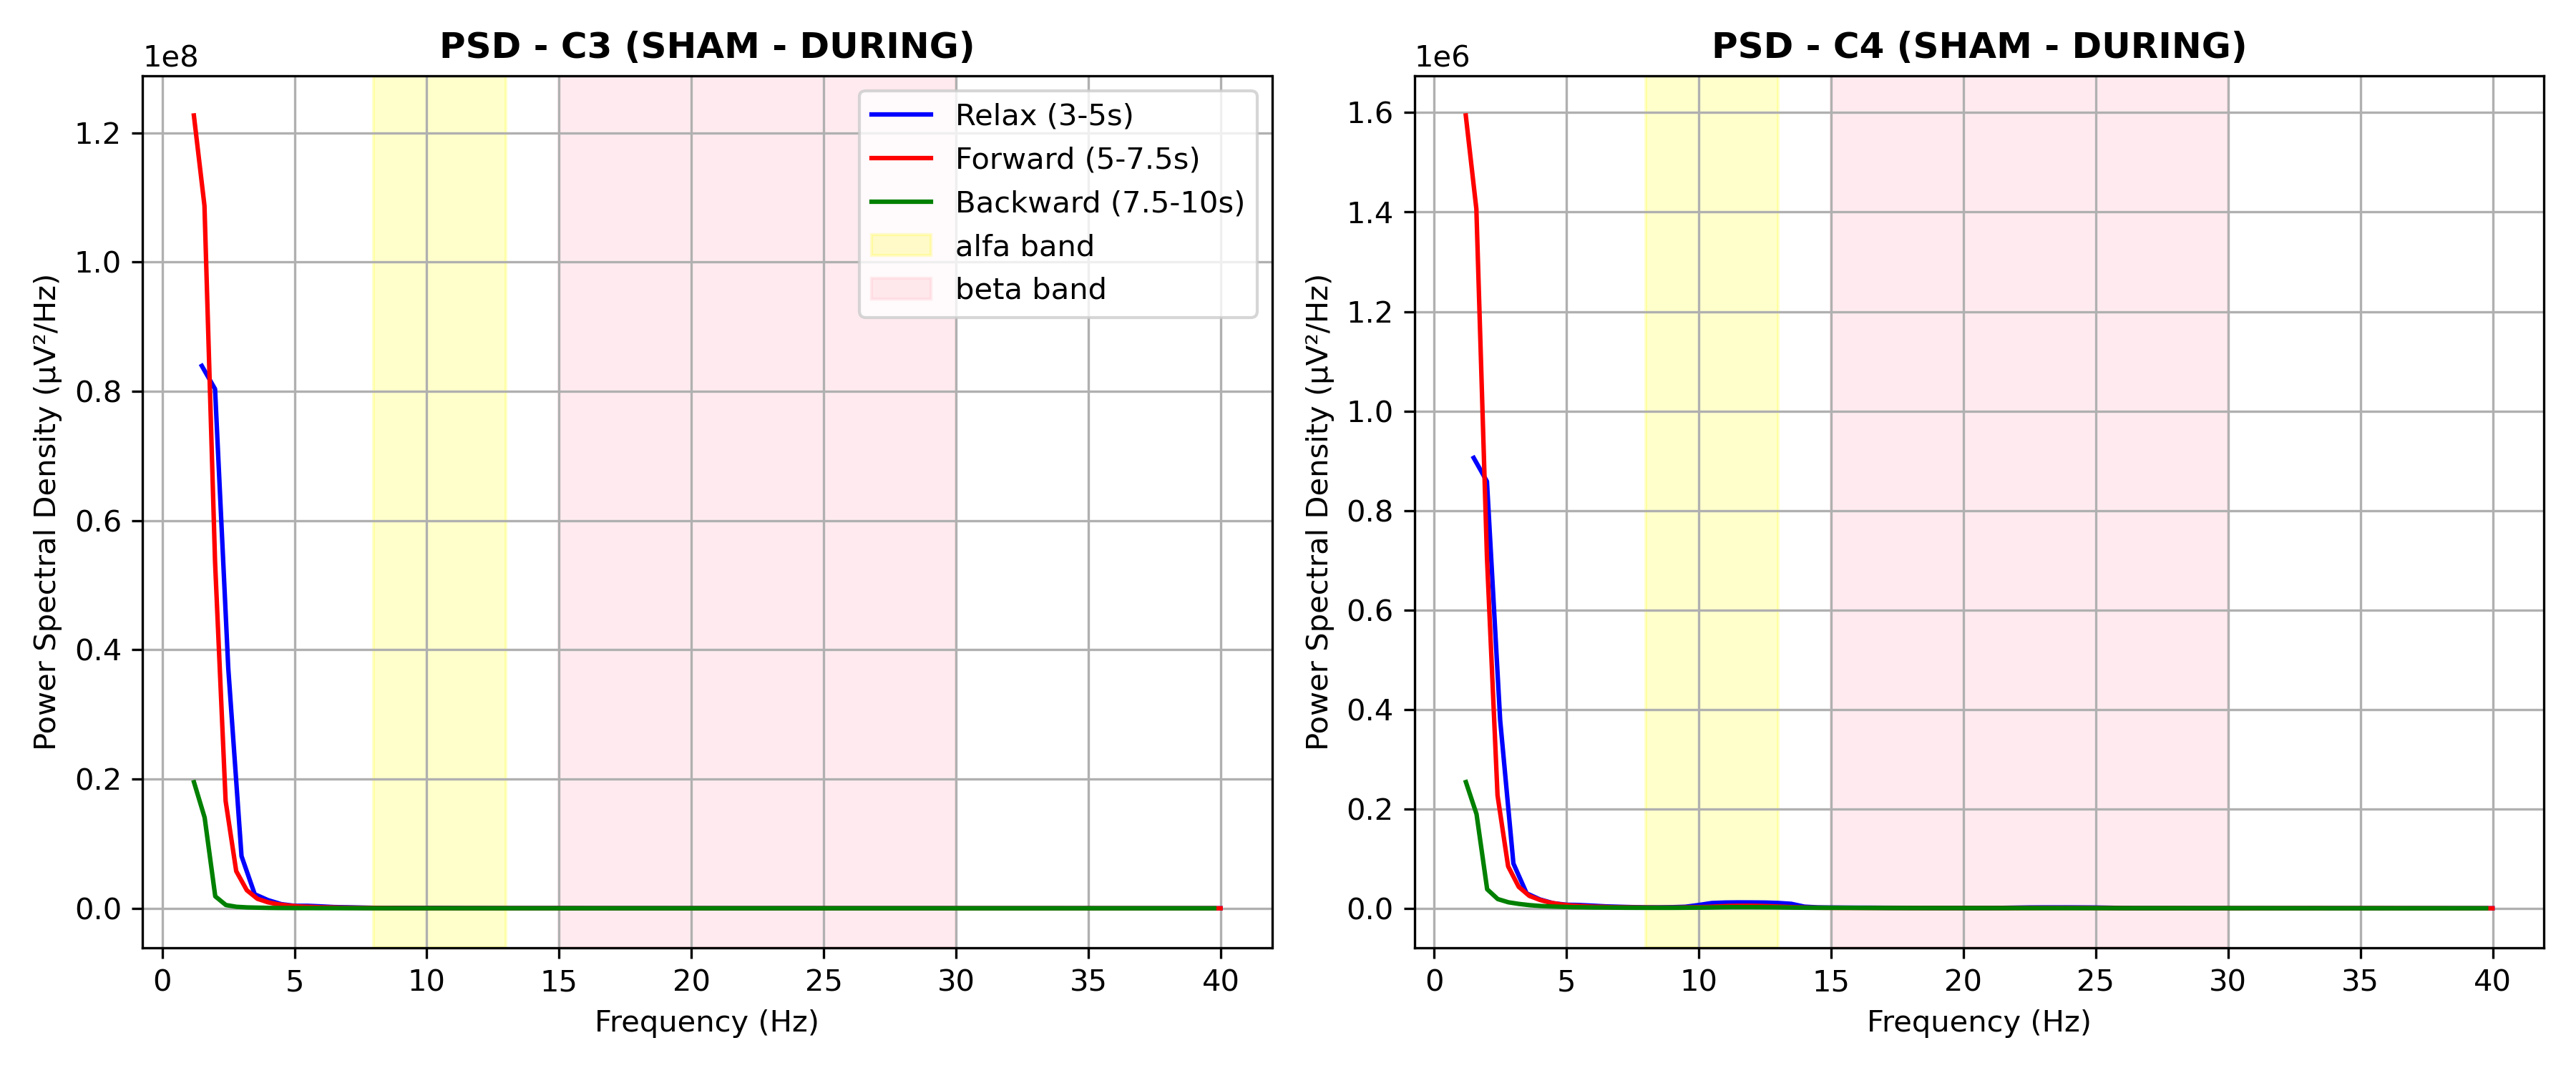 PSD - C3 (SHAM - DURING)
1e8
1.2
1.0
0.8
0.6
0.4
0.2
0.0
Power Spectral Density (µV²/Hz)
0 5 10 15 20 25 30 35 40
Frequency (Hz)
Relax (3-5s)
Forward (5-7.5s)
Backward (7.5-10s)
alfa band
beta band
PSD - C4 (SHAM - DURING)
1e6
1.6
1.4
1.2
1.0
0.8
0.6
0.4
0.2
0.0
Power Spectral Density (µV²/Hz)
0 5 10 15 20 25 30 35 40
Frequency (Hz)